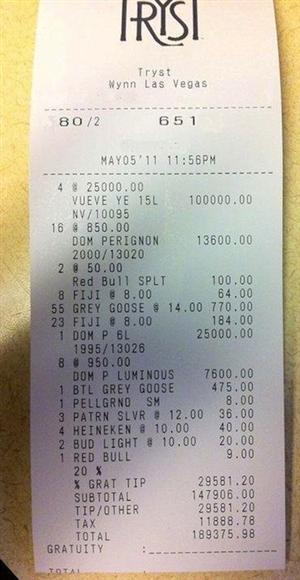 TRYST
Tryst
Wynn Las Vegas
80/2 651
MAY05'11 11:56PM
4 @ 25000.00
VUEVE YE 15L 100000.00
NV/10095
16 @ 850.00
DOM PERIGNON 13600.00
2000/13020
2 @ 50.00
Red Bull SPLT 100.00
8 FIJI @ 8.00 64.00
55 GREY GOOSE @ 14.00 770.00
23 FIJI @ 8.00 184.00
1 DOM P 6L 25000.00
1995/13026
8 @ 950.00
DOM P LUMINOUS 7600.00
1 BTL GREY GOOSE 475.00
1 PELLGRND SM 8.00
3 PATRN SLVR @ 12.00 36.00
4 HEINEKEN @ 10.00 40.00
2 BUD LIGHT @ 10.00 20.00
1 RED BULL 9.00
20 %
% GRAT TIP 29581.20
SUBTOTAL 147906.00
TIP/OTHER 29581.20
TAX 11888.78
TOTAL 189375.98
GRATUITY :
TOTAL